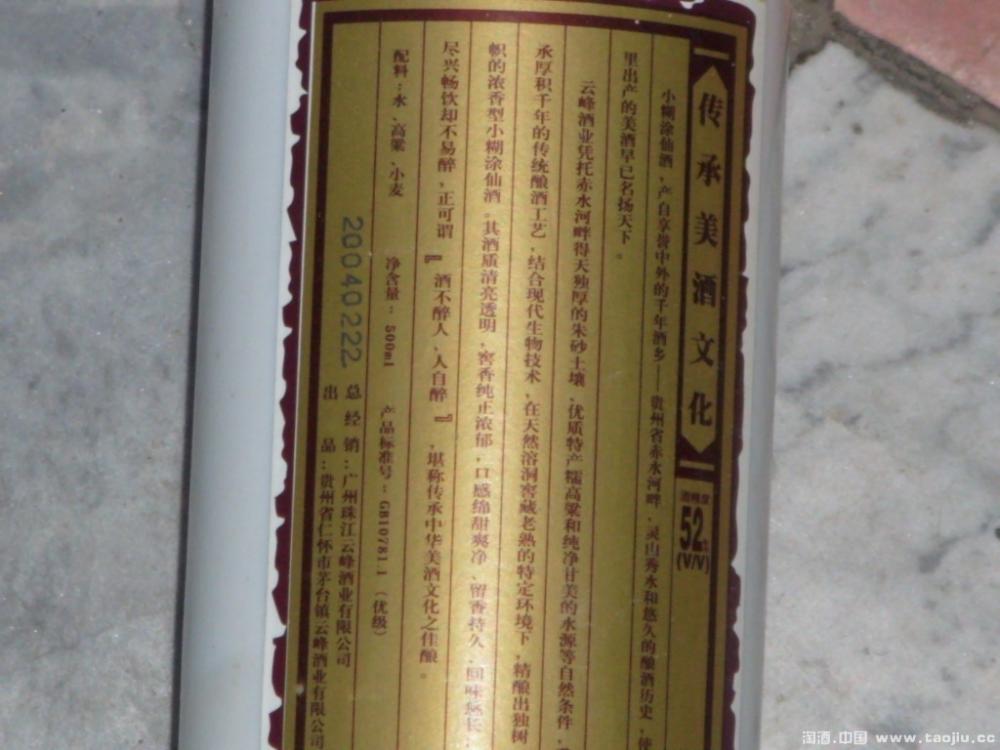 传承美酒文化
酒精度
52%
(V/V)
小糊涂仙酒，产自享誉中外的千年酒乡——贵州省赤水河畔，灵山秀水和悠久的酿酒历史，使
里出产的美酒早已名扬天下。
云峰酒业凭托赤水河畔得天独厚的朱砂土壤、优质特产糯高粱和纯净甘美的水源等自然条件，
承厚积千年的传统酿酒工艺，结合现代生物技术，在天然溶洞窖藏老熟的特定环境下，精酿出独树
帜的浓香型小糊涂仙酒。其酒质清亮透明，窖香纯正浓郁，口感绵甜爽净、留香持久、回味悠长，
尽兴畅饮却不易醉，正可谓『酒不醉人，人自醉』，堪称传承中华美酒文化之佳酿。
配料：水、高粱、小麦 净含量：500ml 产品标准号：GB10781.1（优级）
20040222
总经销：广州珠江云峰酒业有限公司
出品：贵州省仁怀市茅台镇云峰酒业有限公司
淘酒.中国 www.taojiu.cc